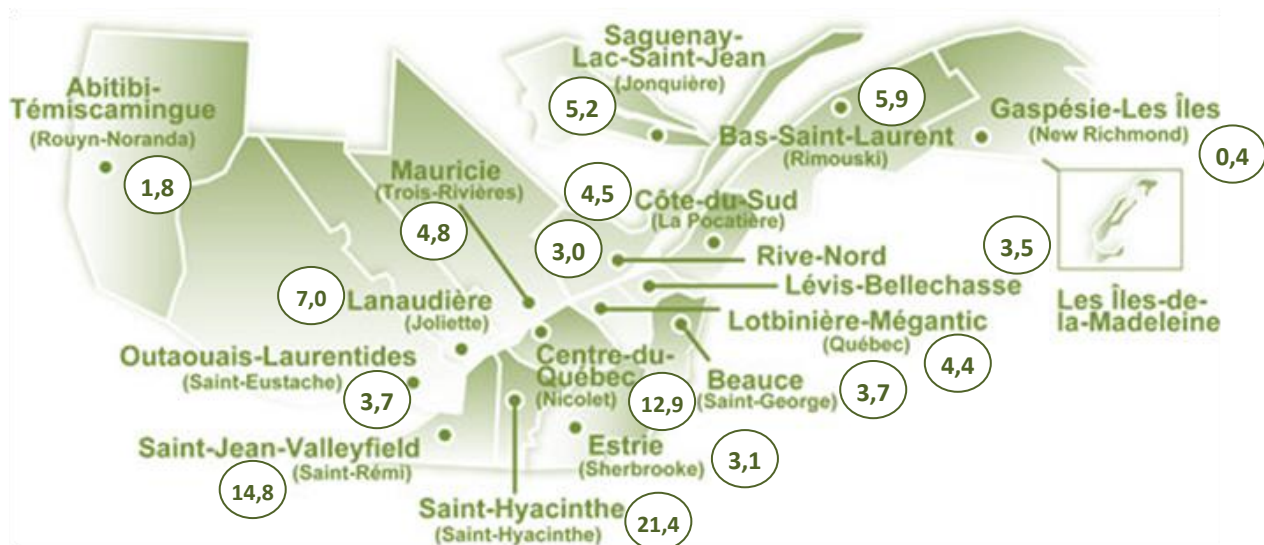 Saguenay-
Lac-Saint-Jean
(Jonquière)
5,2
Abitibi-
Témiscamingue
(Rouyn-Noranda)
1,8
5,9
Bas-Saint-Laurent
(Rimouski)
Gaspésie-Les Îles
(New Richmond)
0,4
Mauricie
(Trois-Rivières)
4,8
4,5
Côte-du-Sud
(La Pocatière)
3,0
Rive-Nord
3,5
Lévis-Bellechasse
7,0
Lanaudière
(Joliette)
Lotbinière-Mégantic
(Québec)
4,4
Les Îles-de-
la-Madeleine
Outaouais-Laurentides
(Saint-Eustache)
3,7
Centre-du-
Québec
(Nicolet)
12,9
Beauce
(Saint-George)
3,7
Saint-Jean-Valleyfield
(Saint-Rémi)
14,8
Estrie
(Sherbrooke)
3,1
Saint-Hyacinthe
(Saint-Hyacinthe)
21,4